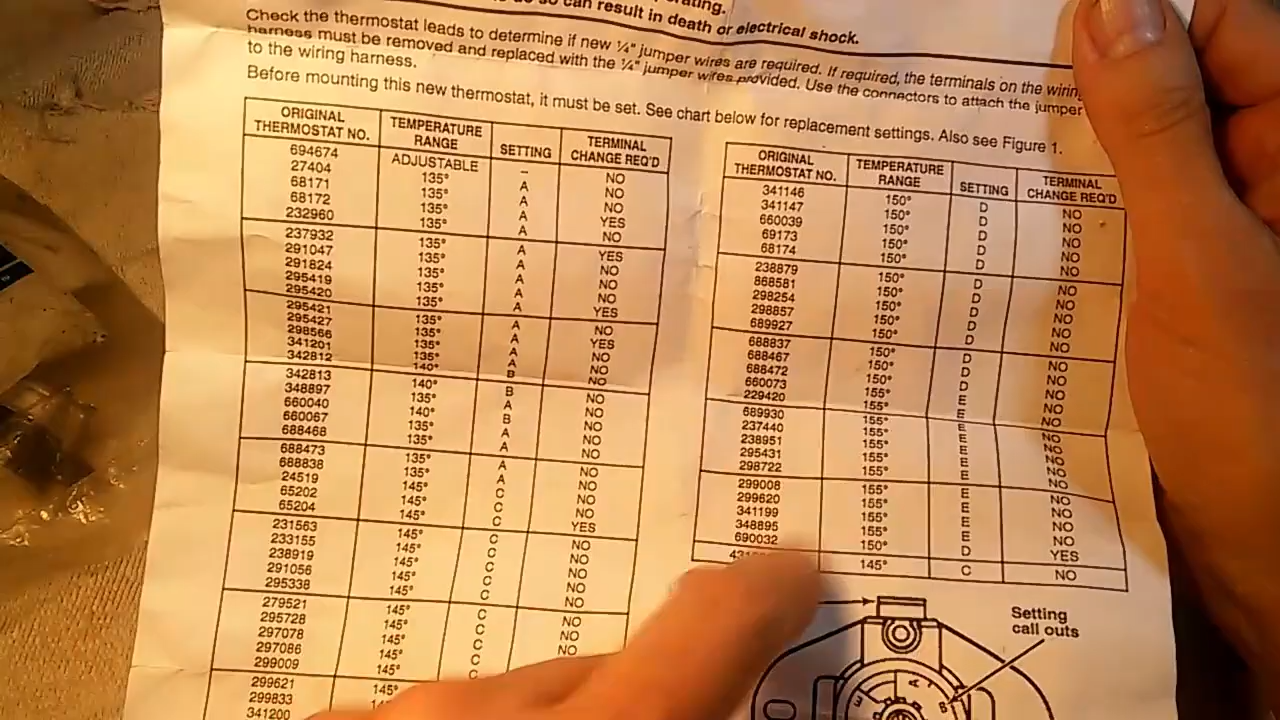 erating.
so can result in death or electrical shock.
Check the thermostat leads to determine if new ¼" jumper wires are required. If required, the terminals on the wirin
harness must be removed and replaced with the ¼" jumper wires provided. Use the connectors to attach the jumper
to the wiring harness.
Before mounting this new thermostat, it must be set. See chart below for replacement settings. Also see Figure 1.
ORIGINAL THERMOSTAT NO. TEMPERATURE RANGE SETTING TERMINAL CHANGE REQ'D
694674 ADJUSTABLE – NO
27404 135° A NO
68171 135° A NO
68172 135° A YES
232960 135° A NO
237932 135° A YES
291047 135° A NO
291824 135° A NO
295419 135° A NO
295420 135° A YES
295421 135° A NO
295427 135° A YES
298566 135° A NO
341201 135° A NO
342812 140° B NO
342813 140° B NO
348897 135° A NO
660040 140° B NO
660067 135° A NO
688468 135° A NO
688473 135° A NO
688838 135° A NO
24519 145° C NO
65202 145° C NO
65204 145° C YES
231563 145° C NO
233155 145° C NO
238919 145° C NO
291056 145° C NO
295338 145° C NO
279521 145° C NO
295728 145° C NO
297078 145° C NO
297086 145° C
299009 145° C
299621 145°
299833
341200
ORIGINAL THERMOSTAT NO. TEMPERATURE RANGE SETTING TERMINAL CHANGE REQ'D
341146 150° D NO
341147 150° D NO
660039 150° D NO
69173 150° D NO
68174 150° D NO
238879 150° D NO
868581 150° D NO
298254 150° D NO
298857 150° D NO
689927 150° D NO
688837 150° D NO
688467 150° D NO
688472 150° D NO
660073 150° E NO
229420 155° E NO
689930 155° E NO
237440 155° E NO
238951 155° E NO
295431 155° E NO
298722 155° E NO
299008 155° E NO
299620 155° E NO
341199 155° E NO
348895 155° E NO
690032 150° D YES
145° C NO
Setting
call outs
A
B
E